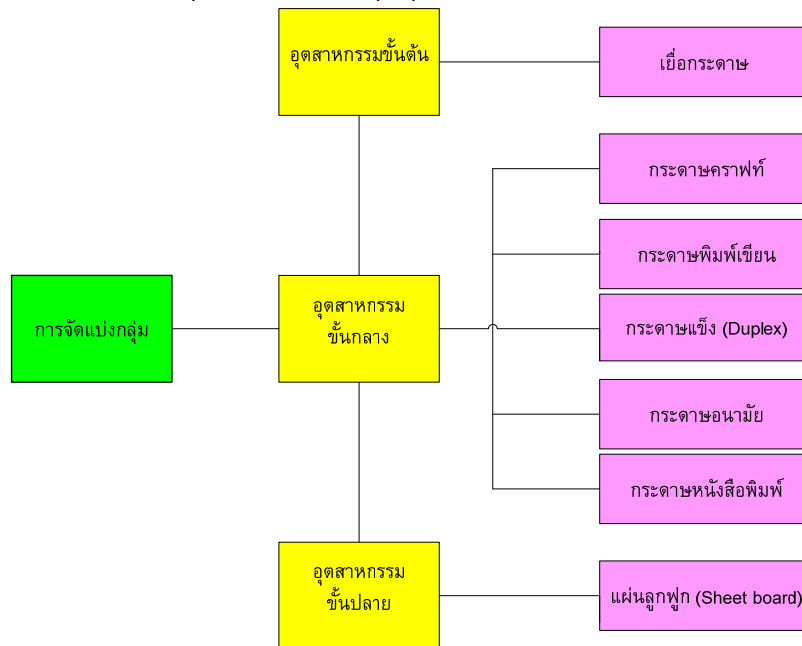 อุตสาหกรรมขั้นต้น
เยื่อกระดาษ
กระดาษคราฟท์
กระดาษพิมพ์เขียน
การจัดแบ่งกลุ่ม
อุตสาหกรรม
ขั้นกลาง
กระดาษแข็ง (Duplex)
กระดาษอนามัย
กระดาษหนังสือพิมพ์
อุตสาหกรรม
ขั้นปลาย
แผ่นลูกฟูก (Sheet board)